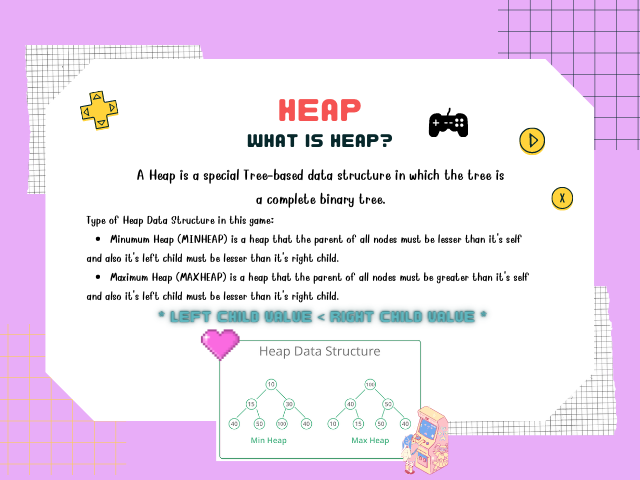 HEAP
WHAT IS HEAP?
X
A Heap is a special Tree-based data structure in which the tree is
a complete binary tree.
Type of Heap Data Structure in this game:
• Minumum Heap (MINHEAP) is a heap that the parent of all nodes must be lesser than it's self
and also it's left child must be lesser than it's right child.
• Maximum Heap (MAXHEAP) is a heap that the parent of all nodes must be greater than it's self
and also it's left child must be lesser than it's right child.
* LEFT CHILD VALUE < RIGHT CHILD VALUE *
Heap Data Structure
10 100
15 30 40 50
40 50 100 40 10 15 50 40
Min Heap Max Heap